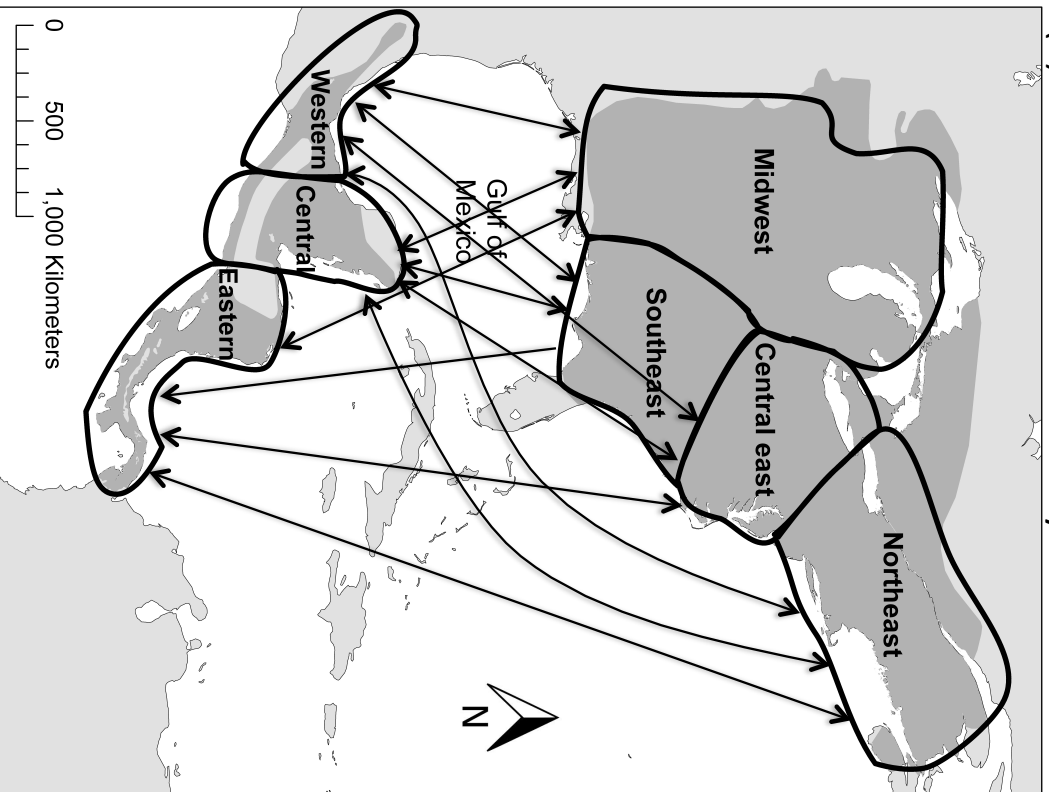 Midwest
Central east
Northeast
Southeast
Gulf of
Mexico
Western
Central
Eastern
N
0
500
1,000 Kilometers